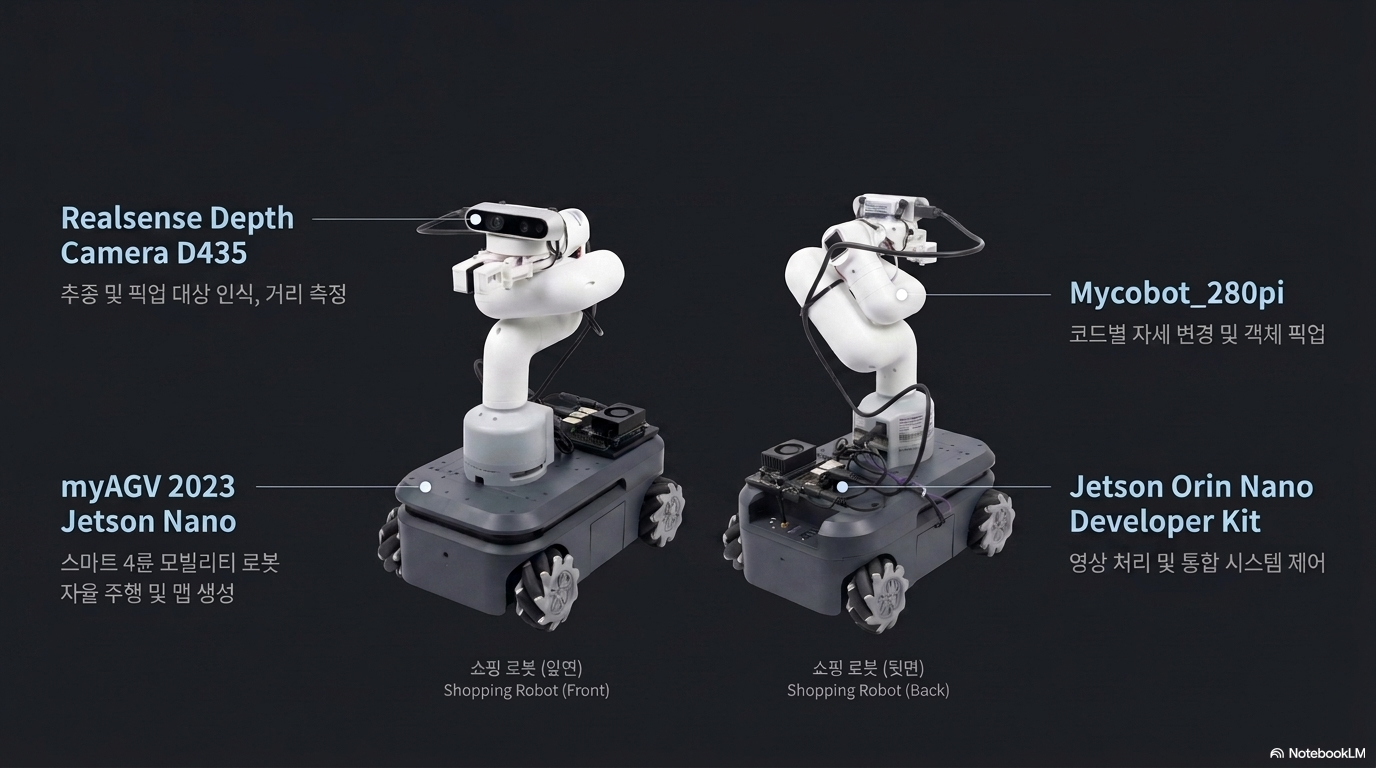 Realsense Depth
Camera D435
추종 및 픽업 대상 인식, 거리 측정
myAGV 2023
Jetson Nano
스마트 4륜 모빌리티 로봇
자율 주행 및 맵 생성
Mycobot_280pi
코드별 자세 변경 및 객체 픽업
Jetson Orin Nano
Developer Kit
영상 처리 및 통합 시스템 제어
쇼핑 로봇 (잎연)
Shopping Robot (Front)
쇼핑 로봇 (뒷면)
Shopping Robot (Back)
NotebookLM